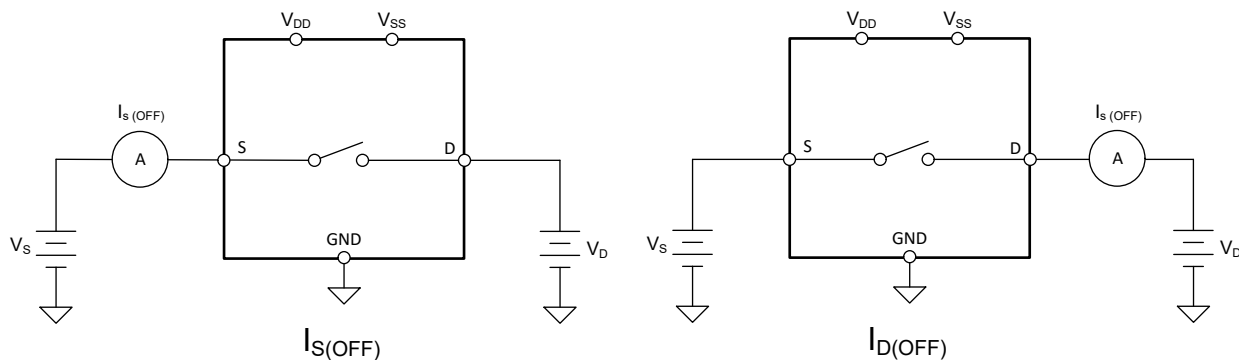 VDD VSS
Is (OFF)
A
S
D
VS
GND
VD
IS(OFF)
VDD VSS
Is (OFF)
S
D
A
VS
GND
VD
ID(OFF)